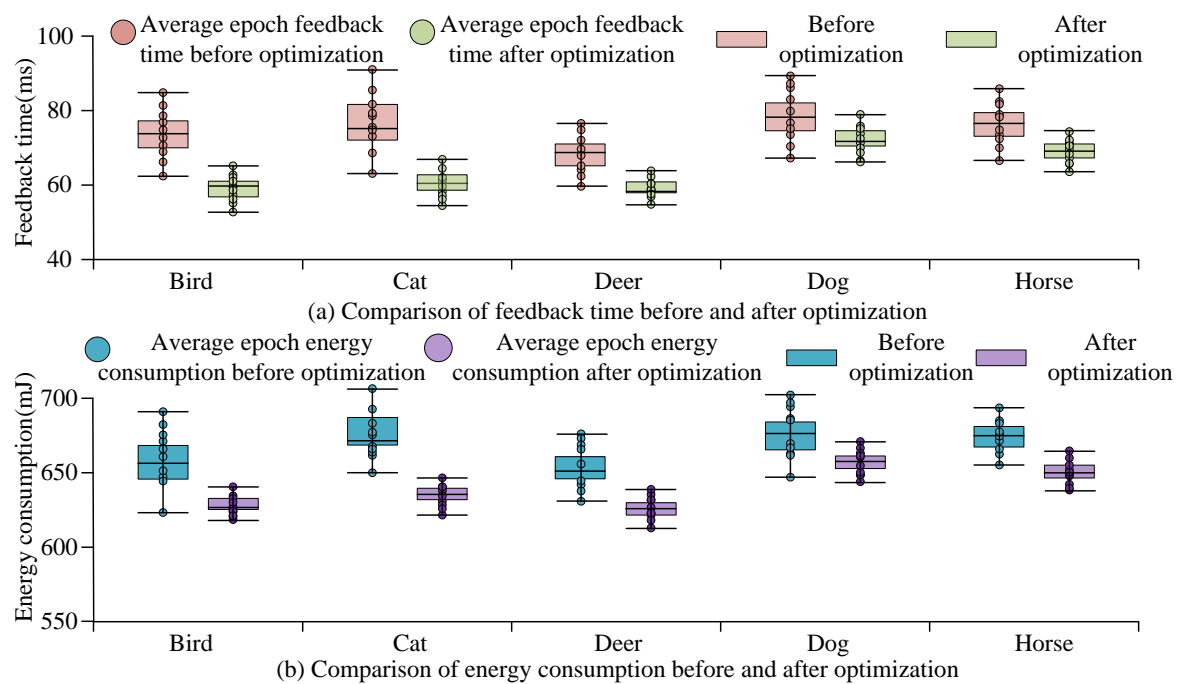 Average epoch feedback
time before optimization
Average epoch feedback
time after optimization
Before
optimization
After
optimization
Feedback time(ms)
100
80
60
40
Bird Cat Deer Dog Horse
(a) Comparison of feedback time before and after optimization
Average epoch energy
consumption before optimization
Average epoch energy
consumption after optimization
Before
optimization
After
optimization
Energy consumption(mJ)
700
650
600
550
Bird Cat Deer Dog Horse
(b) Comparison of energy consumption before and after optimization